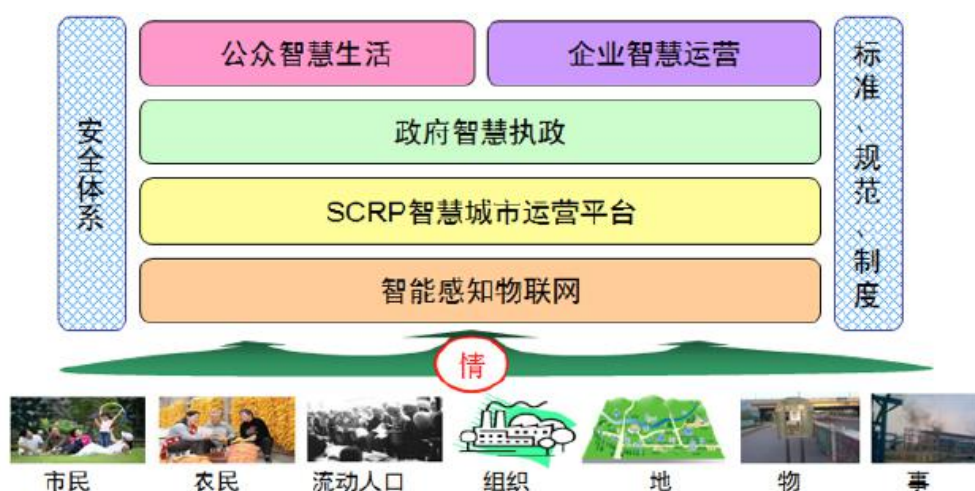 公众智慧生活
企业智慧运营
政府智慧执政
SCRP智慧城市运营平台
智能感知物联网
安全体系
标准、规范、制度
情
市民
农民
流动人口
组织
地
物
事